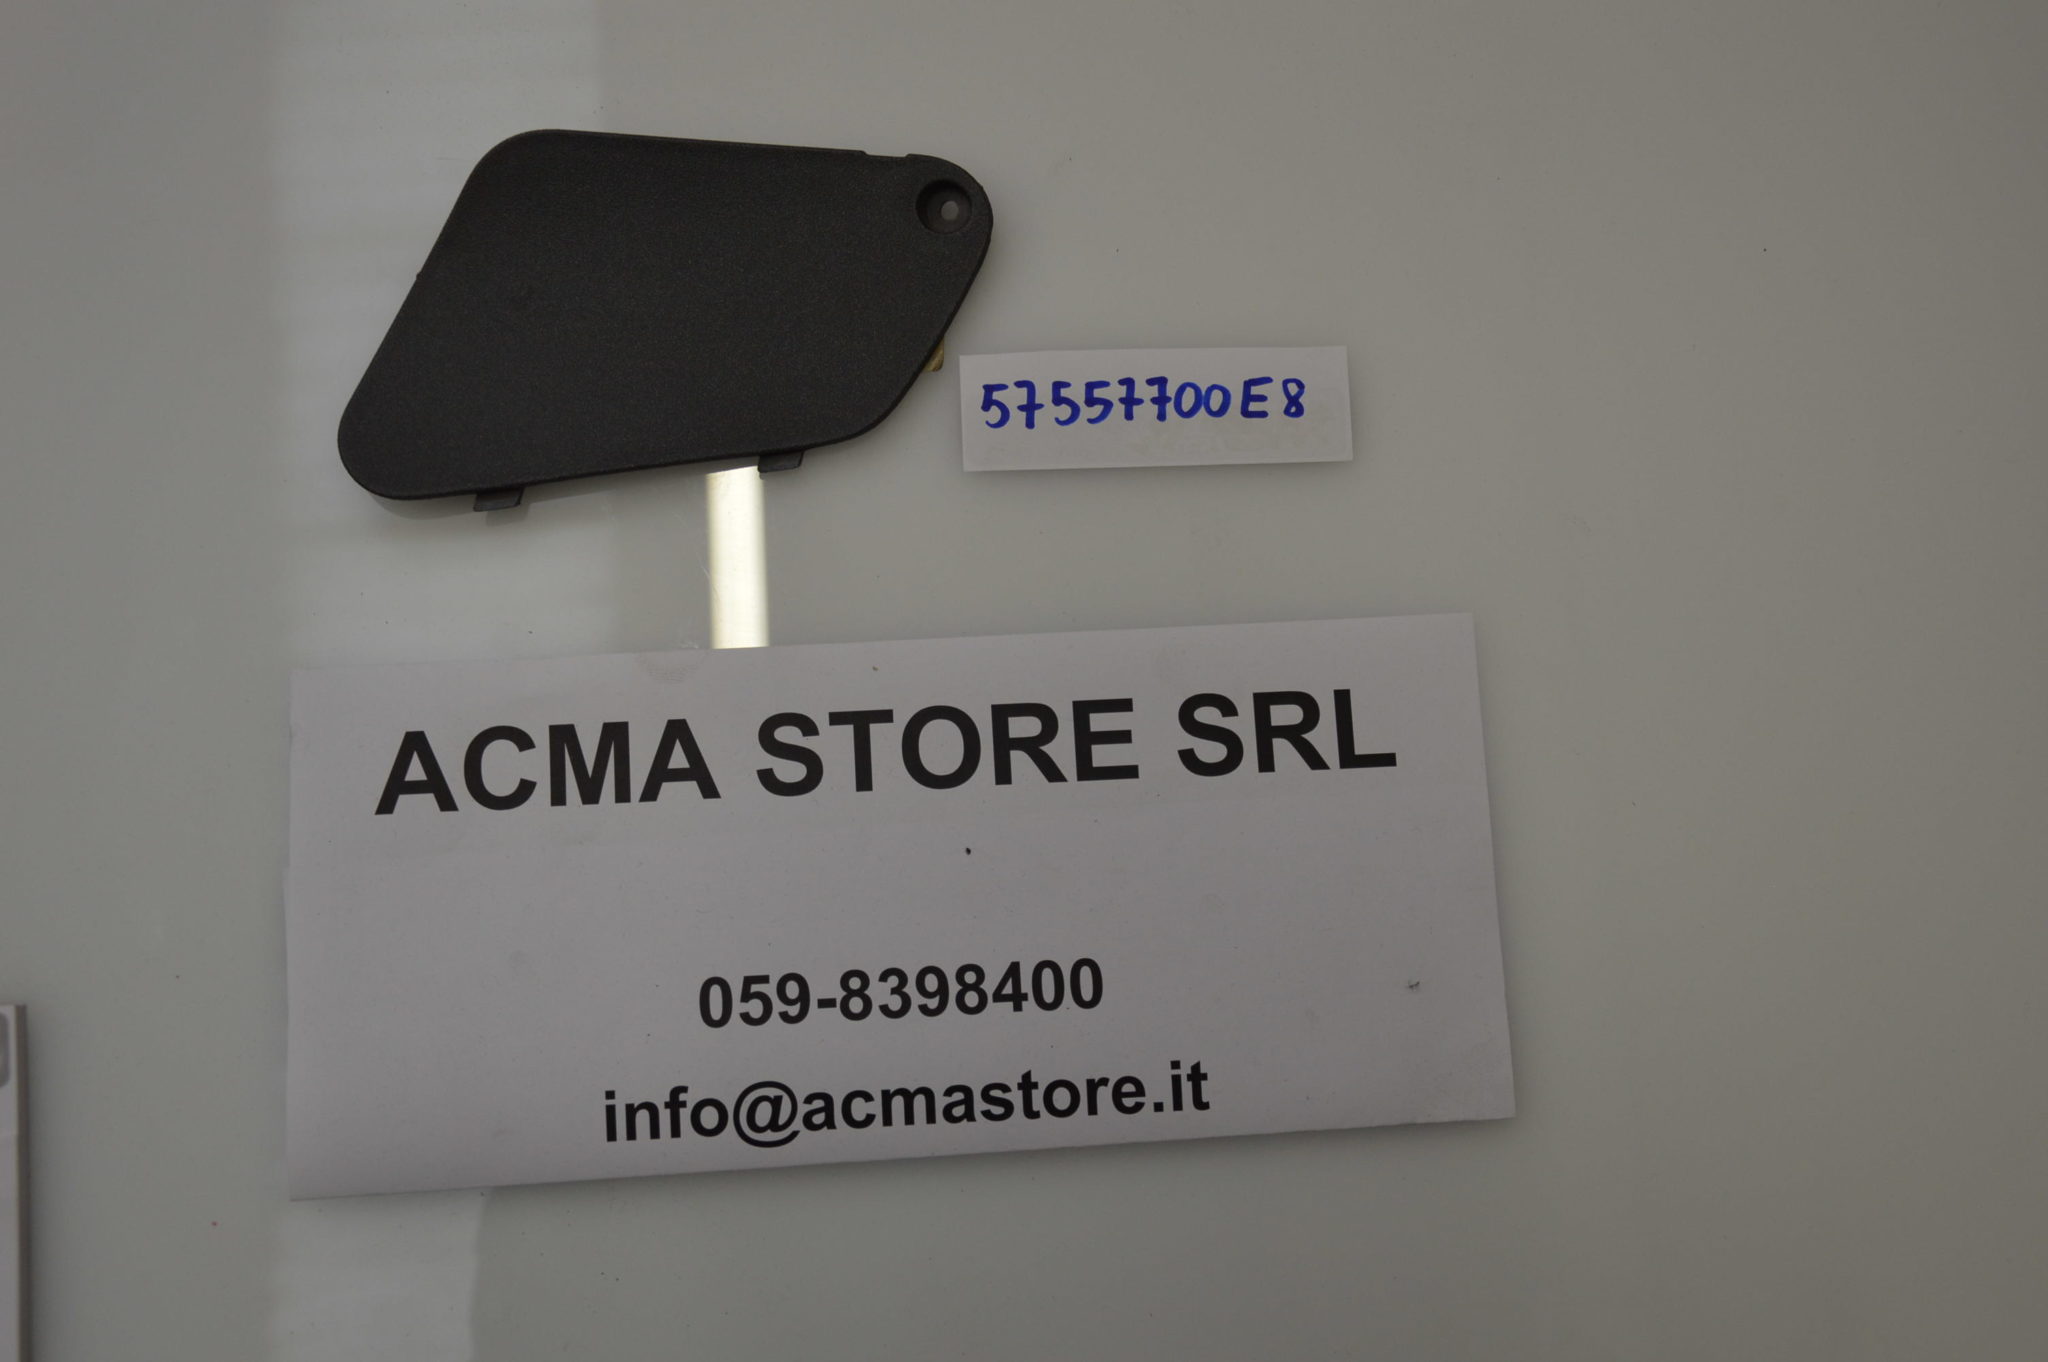 57557700E8
ACMA STORE SRL
059-8398400
info@acmastore.it